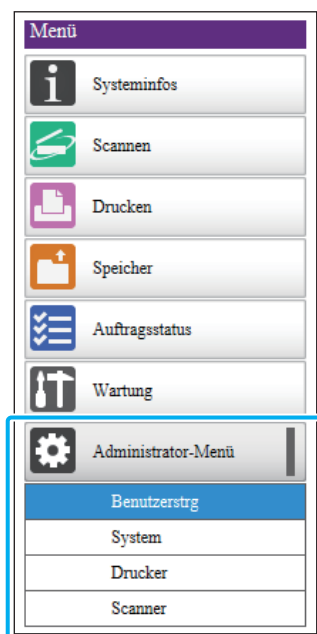 Menü
Systeminfos
Scannen
Drucken
Speicher
Auftragsstatus
Wartung
Administrator-Menü
Benutzerstrg
System
Drucker
Scanner